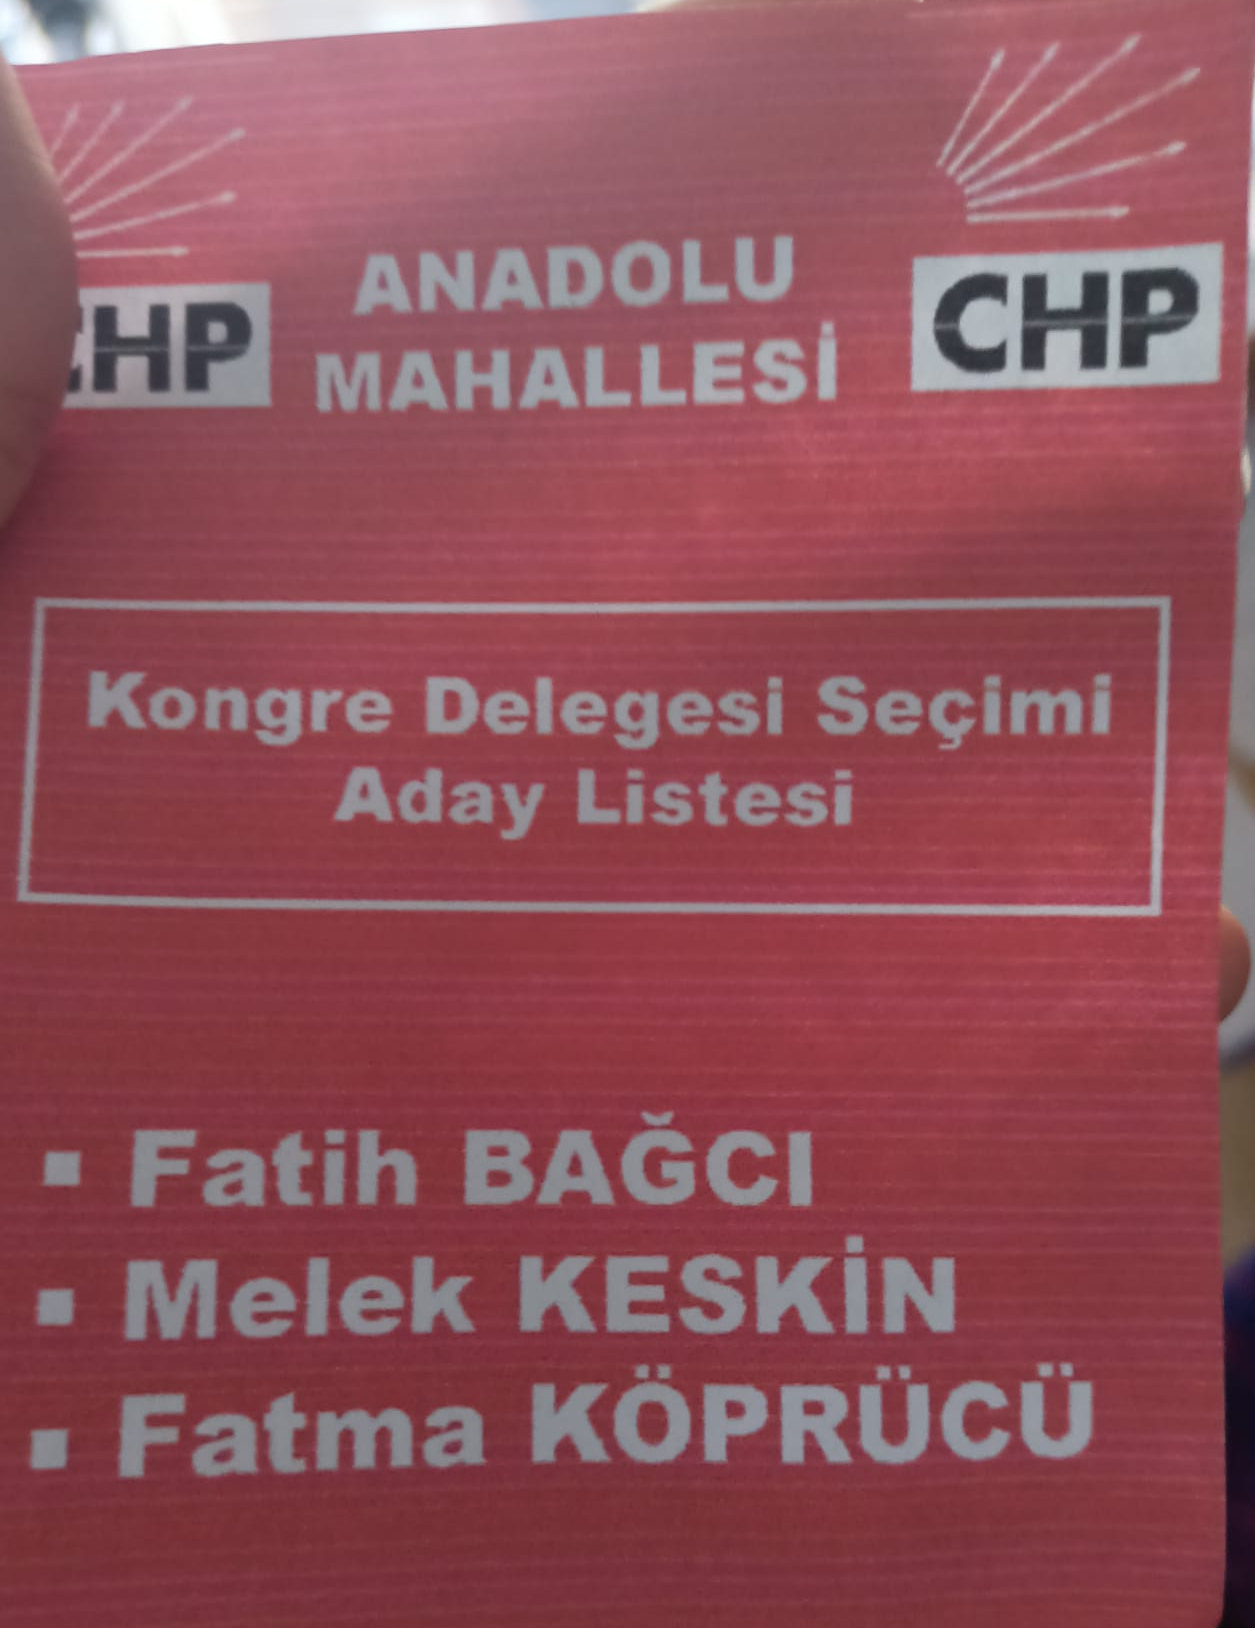 CHP
ANADOLU
MAHALLESİ
CHP
Kongre Delegesi Seçimi
Aday Listesi
▪ Fatih BAĞCI
▪ Melek KESKİN
▪ Fatma KÖPRÜCÜ